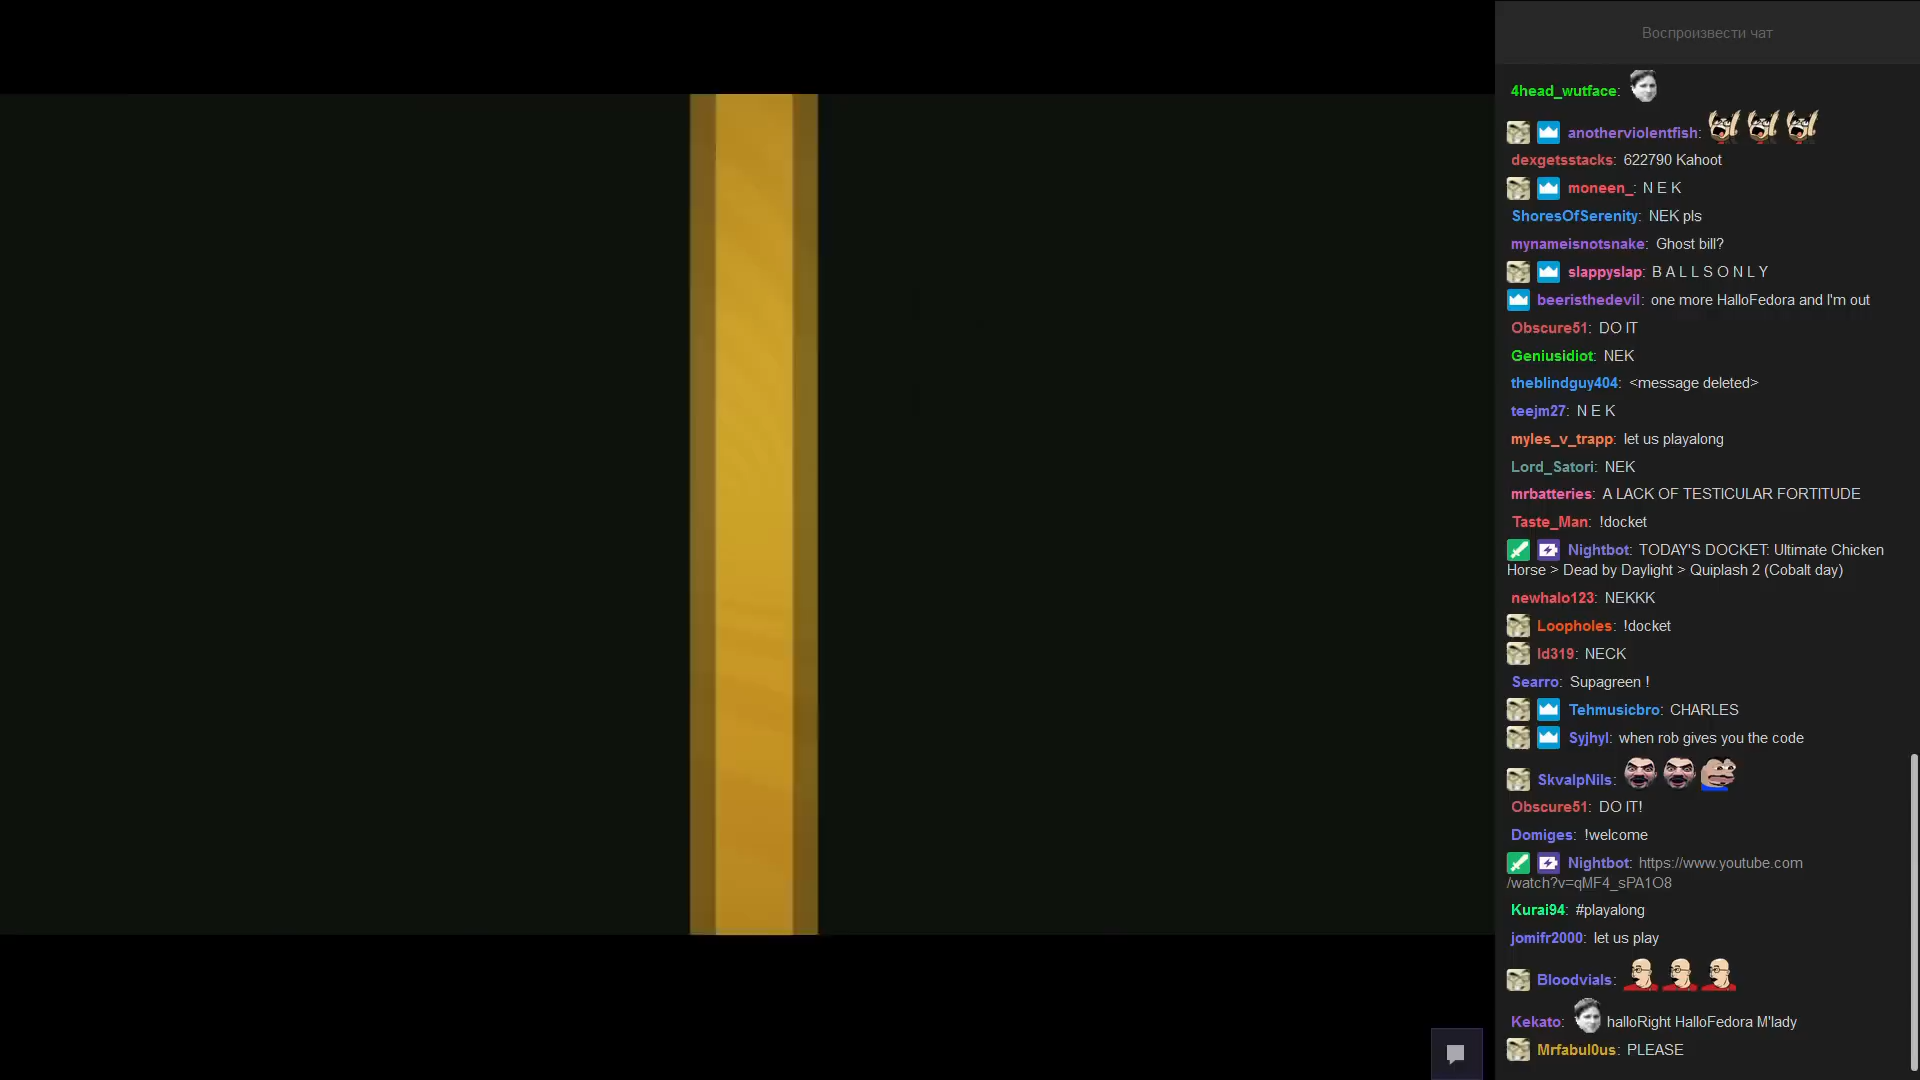 Воспроизвести чат
4head_wutface:
anotherviolentfish:
dexgetsstacks: 622790 Kahoot
moneen_: N E K
ShoresOfSerenity: NEK pls
mynameisnotsnake: Ghost bill?
slappyslap: B A L L S O N L Y
beeristhedevil: one more HalloFedora and I'm out
Obscure51: DO IT
Geniusidiot: NEK
theblindguy404: <message deleted>
teejm27: N E K
myles_v_trapp: let us playalong
Lord_Satori: NEK
mrbatteries: A LACK OF TESTICULAR FORTITUDE
Taste_Man: !docket
Nightbot: TODAY'S DOCKET: Ultimate Chicken
Horse > Dead by Daylight > Quiplash 2 (Cobalt day)
newhalo123: NEKKK
Loopholes: !docket
ld319: NECK
Searro: Supagreen !
Tehmusicbro: CHARLES
Syjhyl: when rob gives you the code
SkvalpNils:
Obscure51: DO IT!
Domiges: !welcome
Nightbot: https://www.youtube.com
/watch?v=qMF4_sPA1O8
Kurai94: #playalong
jomifr2000: let us play
Bloodvials:
Kekato: halloRight HalloFedora M'lady
Mrfabul0us: PLEASE